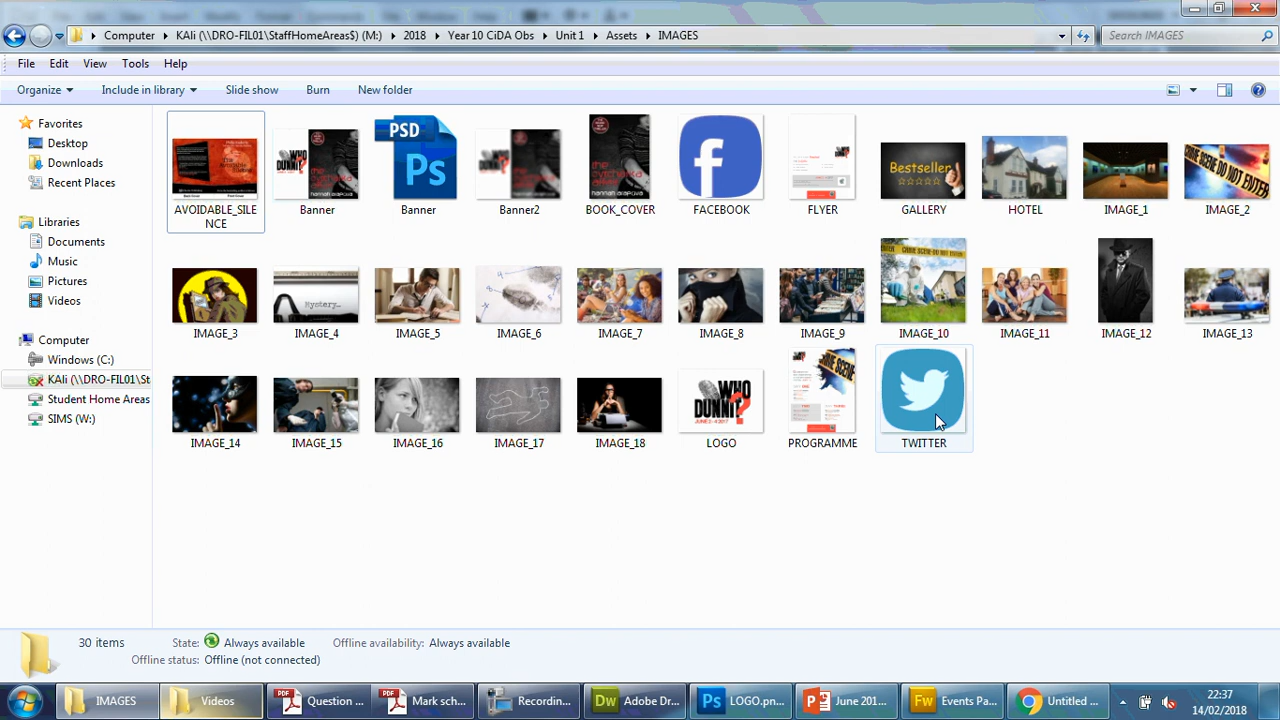 Computer ▸ KAli (\\DRO-FIL01\StaffHomeAreas$) (M:) ▸ 2018 ▸ Year 10 CiDA Obs ▸ Unit 1 ▸ Assets ▸ IMAGES
Search IMAGES
File Edit View Tools Help
Organize Include in library Slide show Burn New folder
Favorites
Desktop
Downloads
Recent Places
Libraries
Documents
Music
Pictures
Videos
Computer
Windows (C:)
KAli (\\DRO-FIL01\St
Student Home Areas
SIMS (W:)
PSD
Ps
Bestseller
AVOIDABLE_SILENCE
Banner
Banner
Banner2
BOOK_COVER
FACEBOOK
FLYER
GALLERY
HOTEL
IMAGE_1
IMAGE_2
Mystery...
IMAGE_3
IMAGE_4
IMAGE_5
IMAGE_6
IMAGE_7
IMAGE_8
IMAGE_9
IMAGE_10
IMAGE_11
IMAGE_12
IMAGE_13
WHO
DUNNIT?
IMAGE_14
IMAGE_15
IMAGE_16
IMAGE_17
IMAGE_18
LOGO
PROGRAMME
TWITTER
30 items
State: Always available
Offline availability: Always available
Offline status: Offline (not connected)
IMAGES
Videos
Question ...
Mark sch...
Recordin...
Adobe Dr...
LOGO.pn...
June 201...
Events Pa...
Untitled ...
22:37
14/02/2018